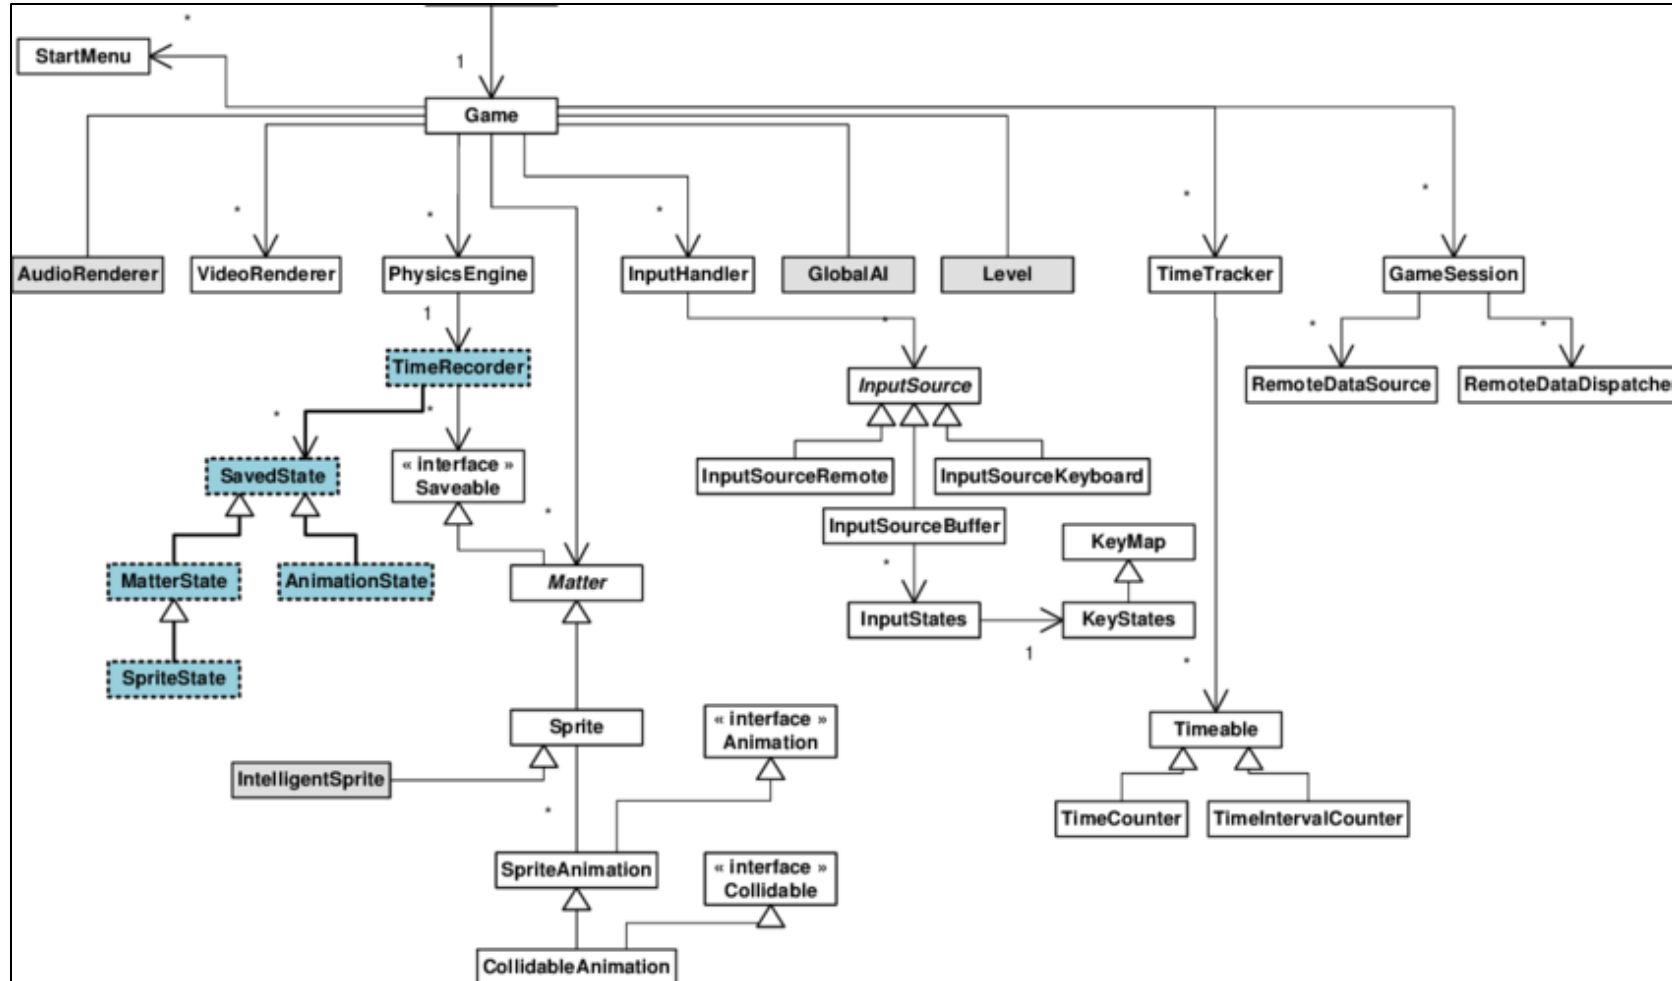 *
StartMenu
1
Game
*
*
*
*
*
AudioRenderer
VideoRenderer
PhysicsEngine
InputHandler
GlobalAI
Level
TimeTracker
GameSession
1
*
*
*
TimeRecorder
InputSource
RemoteDataSource
RemoteDataDispatcher
*
*
SavedState
« interface »
Saveable
InputSourceRemote
InputSourceKeyboard
*
InputSourceBuffer
KeyMap
*
MatterState
AnimationState
Matter
InputStates
KeyStates
1
*
SpriteState
Sprite
« interface »
Animation
Timeable
IntelligentSprite
*
TimeCounter
TimeIntervalCounter
SpriteAnimation
« interface »
Collidable
CollidableAnimation